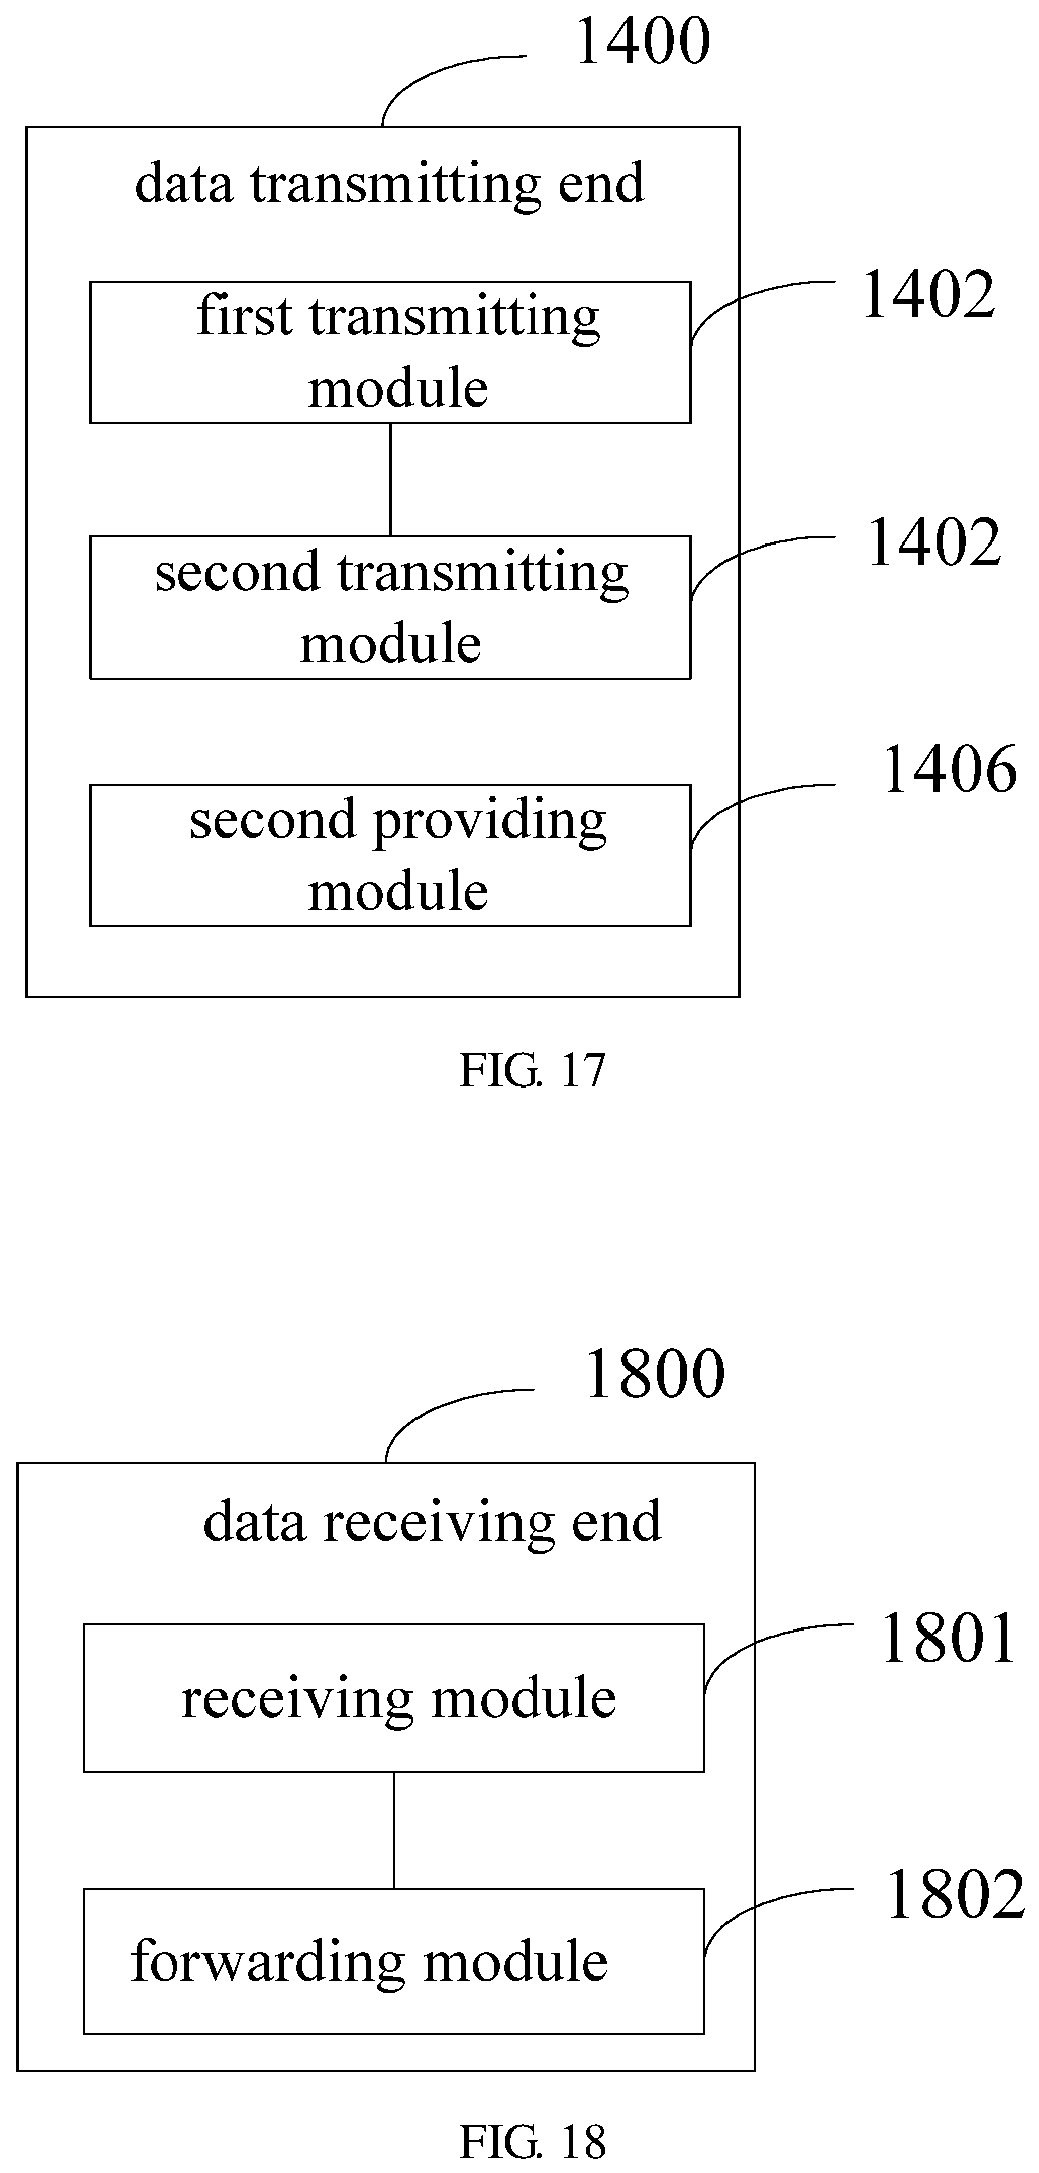 1400
data transmitting end
first transmitting
module
1402
second transmitting
module
1402
second providing
module
1406
FIG. 17
1800
data receiving end
receiving module
1801
forwarding module
1802
FIG. 18